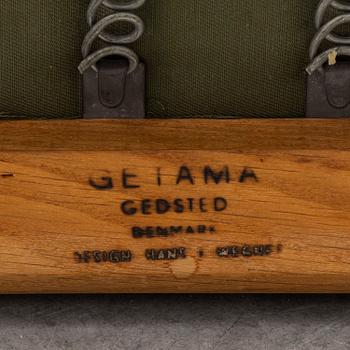 GETAMA
GEDSTED
DENMARK
DESIGN HANS J WEGNER